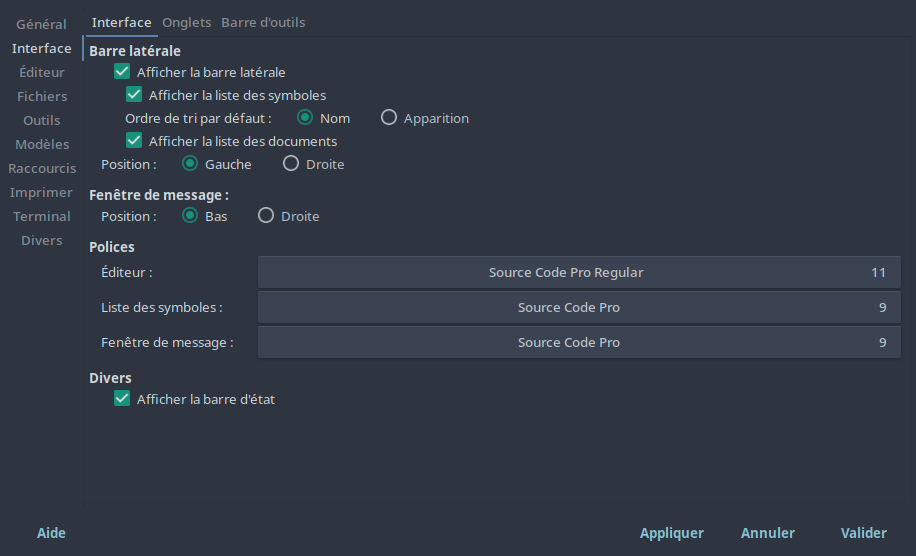 Général
Interface
Éditeur
Fichiers
Outils
Modèles
Raccourcis
Imprimer
Terminal
Divers
Interface Onglets Barre d'outils
Barre latérale
Afficher la barre latérale
Afficher la liste des symboles
Ordre de tri par défaut : Nom Apparition
Afficher la liste des documents
Position : Gauche Droite
Fenêtre de message :
Position : Bas Droite
Polices
Éditeur : Source Code Pro Regular 11
Liste des symboles : Source Code Pro 9
Fenêtre de message : Source Code Pro 9
Divers
Afficher la barre d'état
Aide Appliquer Annuler Valider